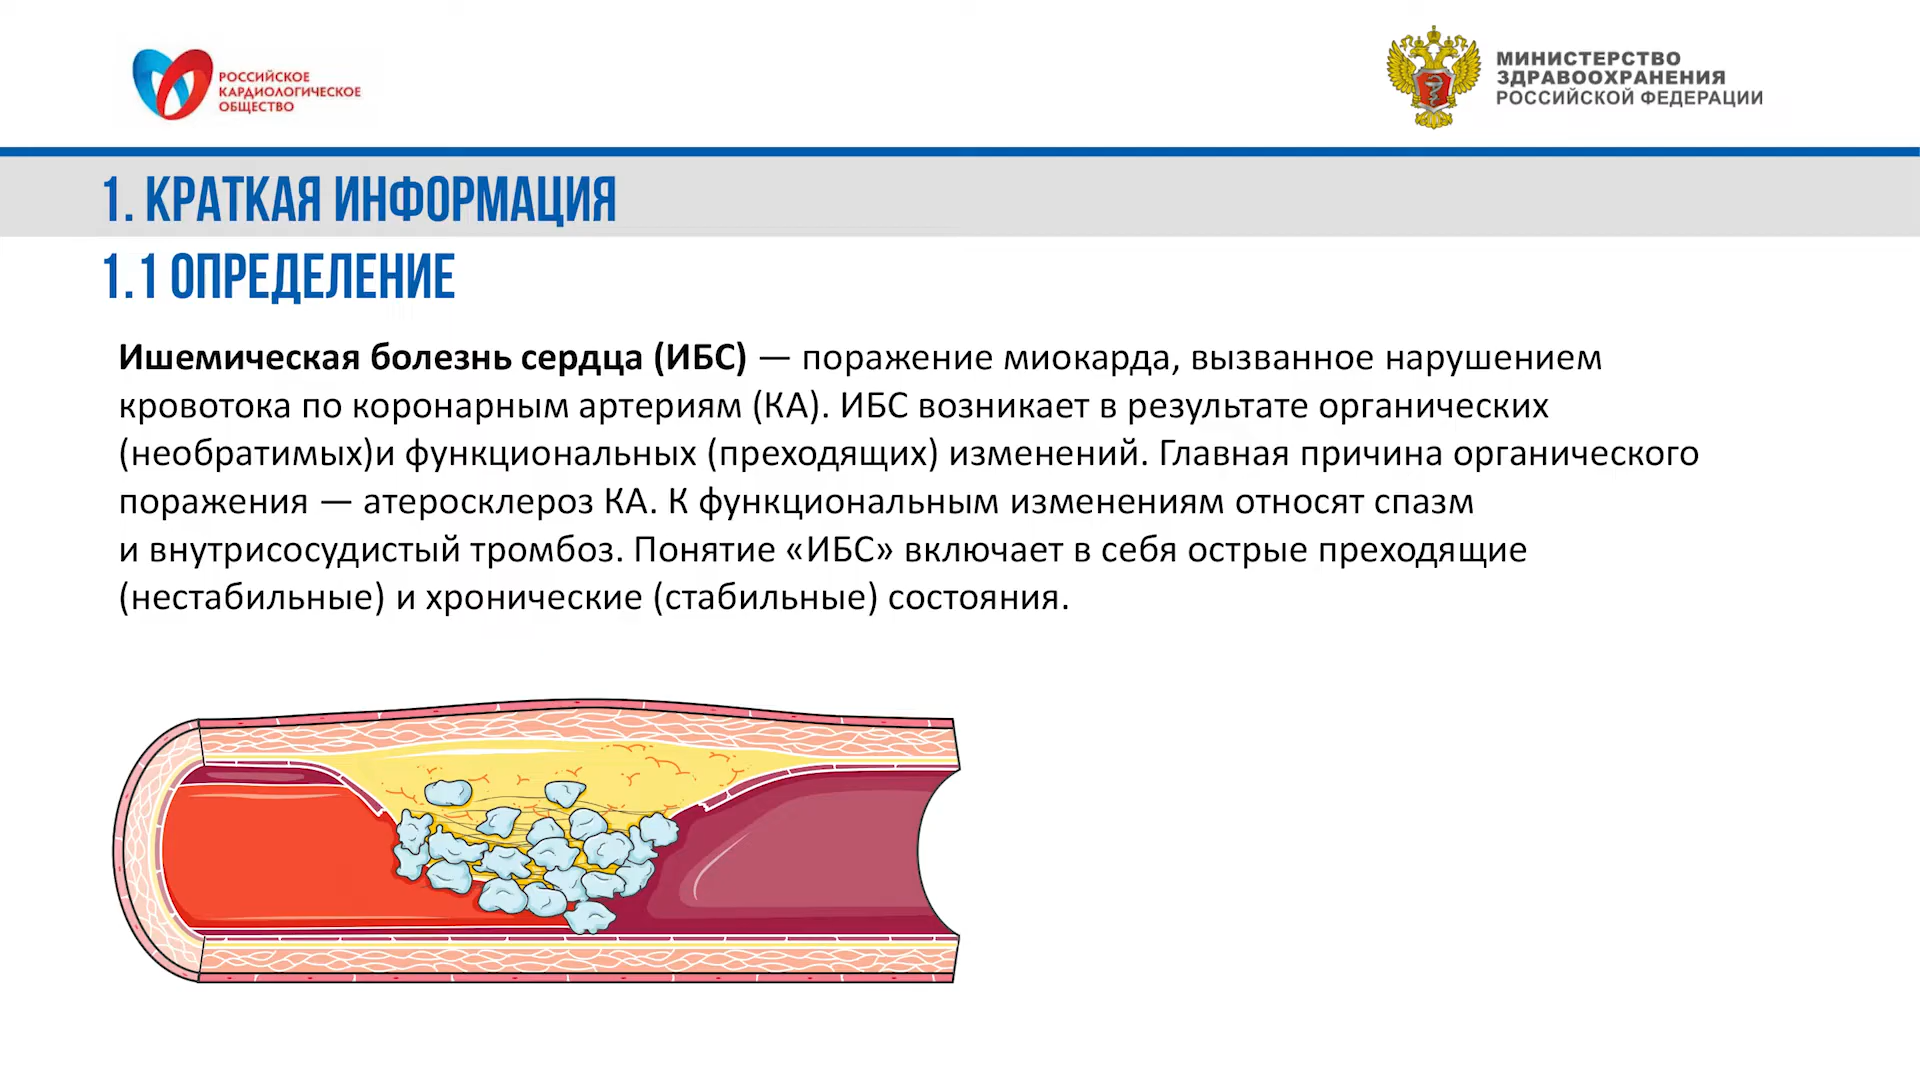 РОССИЙСКОЕ
КАРДИОЛОГИЧЕСКОЕ
ОБЩЕСТВО
МИНИСТЕРСТВО
ЗДРАВООХРАНЕНИЯ
РОССИЙСКОЙ ФЕДЕРАЦИИ
1. КРАТКАЯ ИНФОРМАЦИЯ
1.1 ОПРЕДЕЛЕНИЕ
Ишемическая болезнь сердца (ИБС) — поражение миокарда, вызванное нарушением
кровотока по коронарным артериям (КА). ИБС возникает в результате органических
(необратимых)и функциональных (преходящих) изменений. Главная причина органического
поражения — атеросклероз КА. К функциональным изменениям относят спазм
и внутрисосудистый тромбоз. Понятие «ИБС» включает в себя острые преходящие
(нестабильные) и хронические (стабильные) состояния.